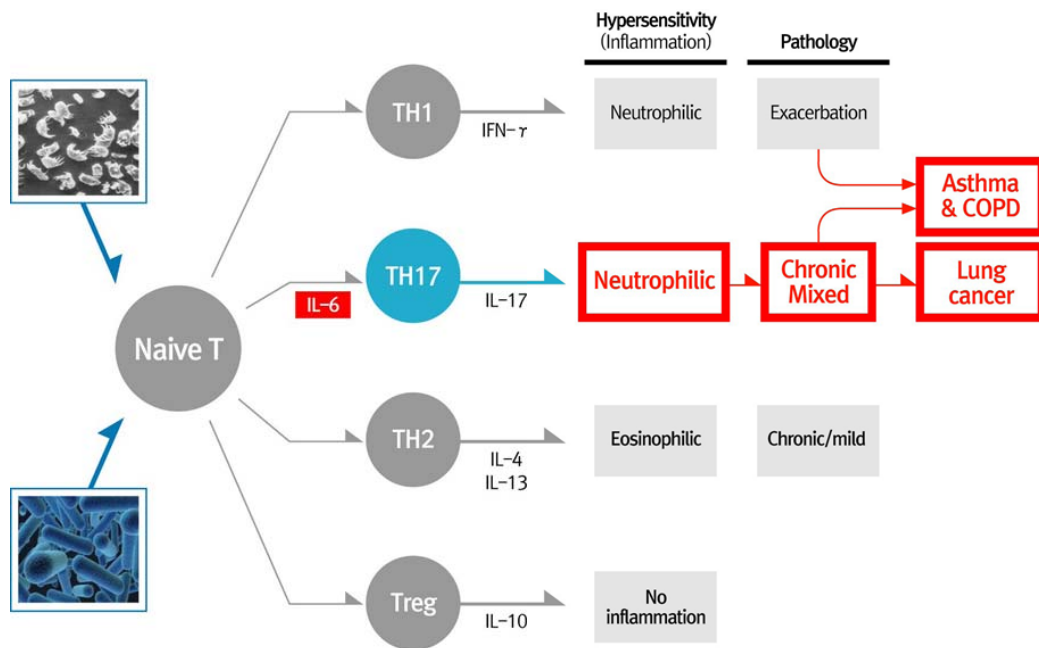 Hypersensitivity
(Inflammation)
Pathology
TH1
IFN-r
Neutrophilic
Exacerbation
Asthma
& COPD
Naive T
IL-6
TH17
IL-17
Neutrophilic
Chronic
Mixed
Lung
cancer
TH2
IL-4
IL-13
Eosinophilic
Chronic/mild
Treg
IL-10
No
inflammation